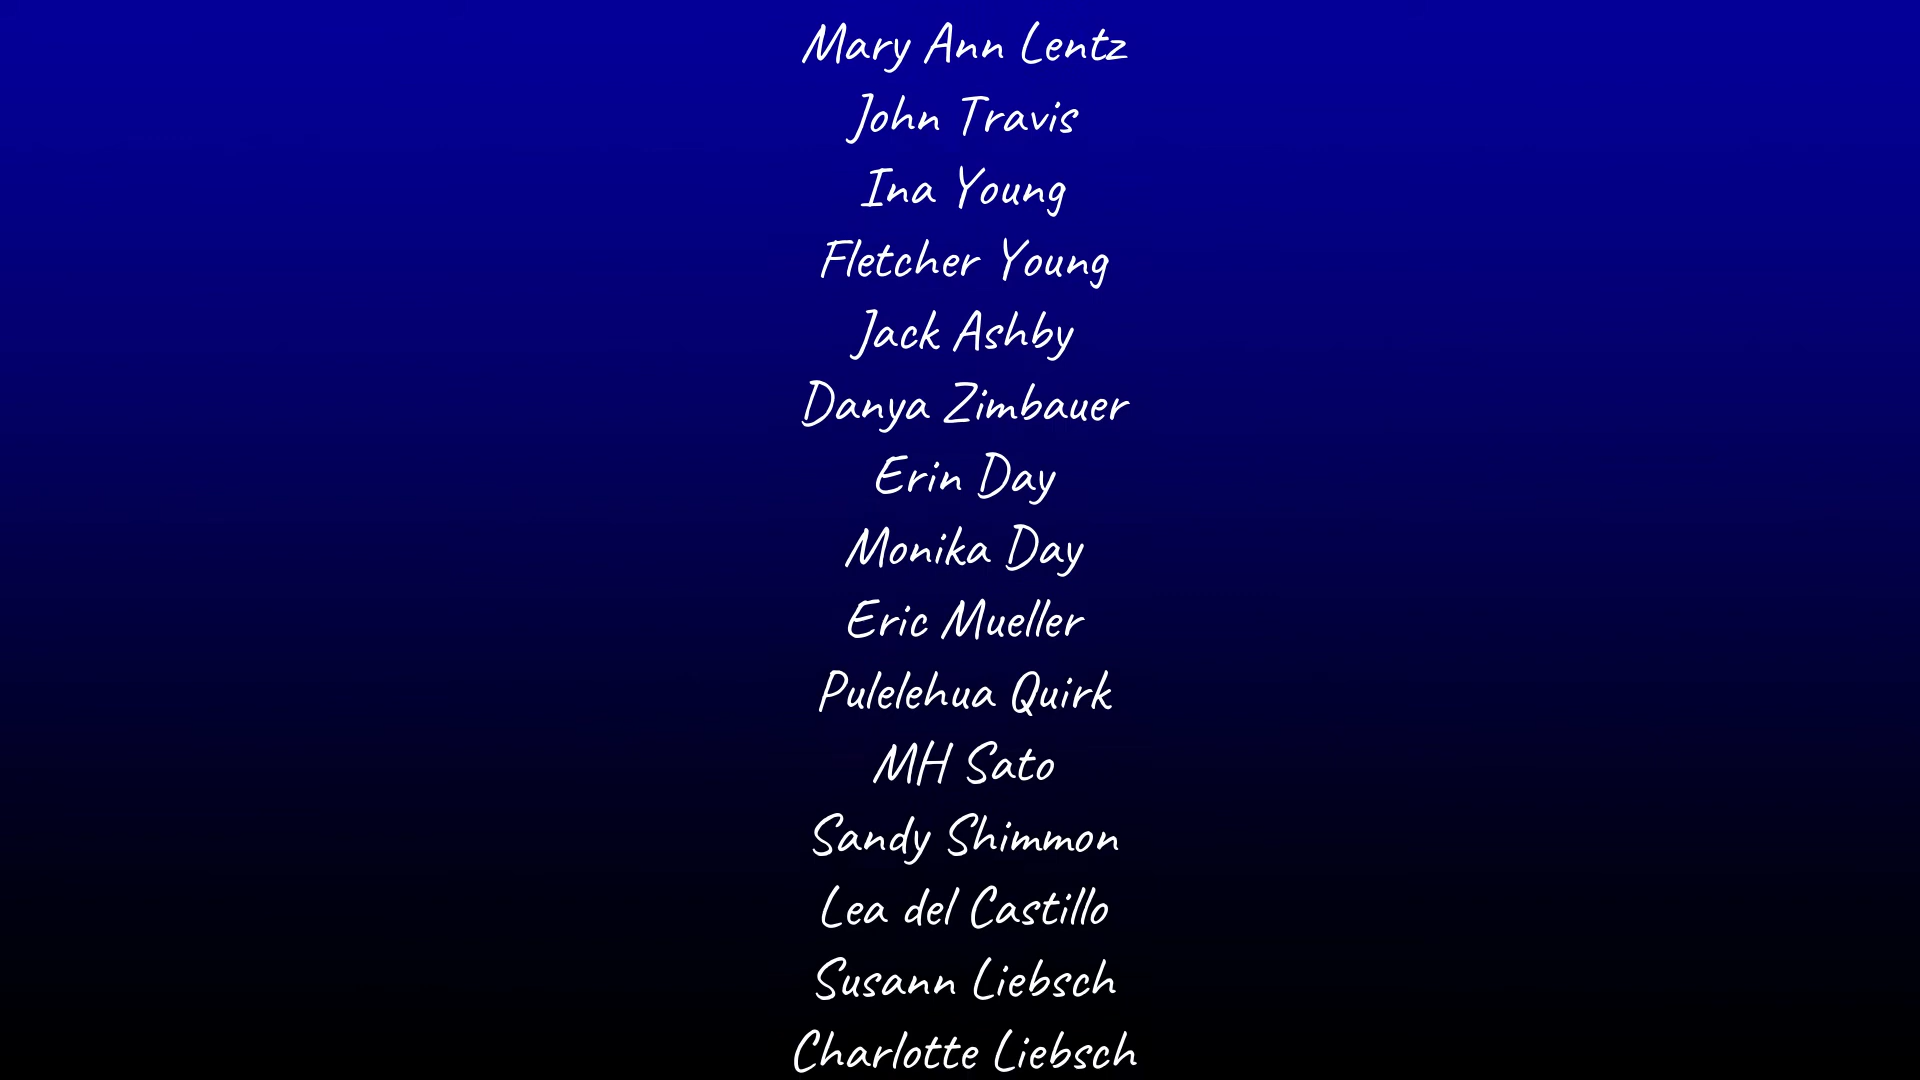 Mary Ann Lentz
John Travis
Ina Young
Fletcher Young
Jack Ashby
Danya Zimbauer
Erin Day
Monika Day
Eric Mueller
Pulelehua Quirk
MH Sato
Sandy Shimmon
Lea del Castillo
Susann Liebsch
Charlotte Liebsch